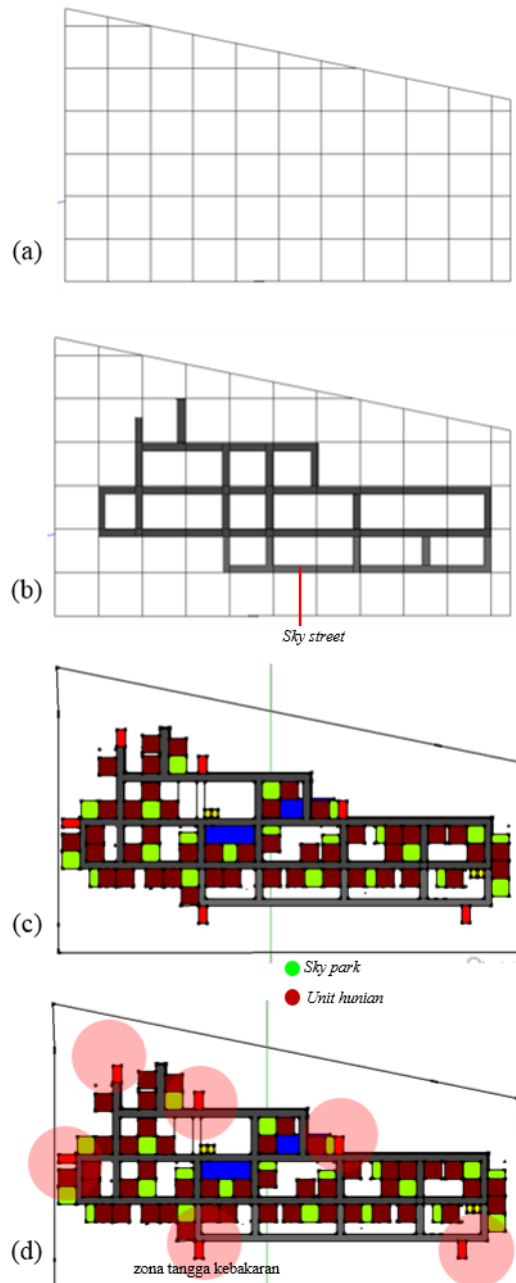 (a)
(b)
Sky street
(c)
Sky park
Unit hunian
(d)
zona tangga kebakaran